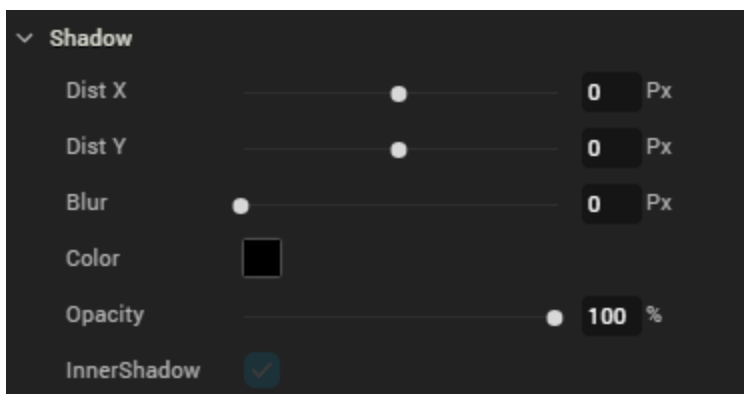 Shadow
Dist X 0 Px
Dist Y 0 Px
Blur 0 Px
Color
Opacity 100 %
InnerShadow